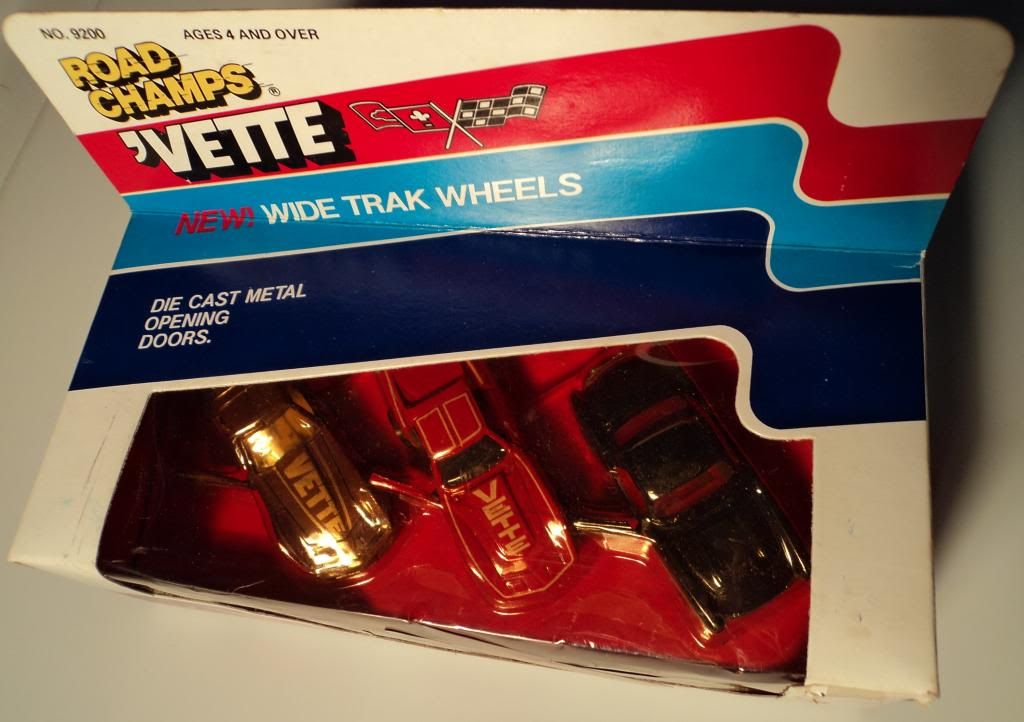 NO. 9200
AGES 4 AND OVER
ROAD
CHAMPS®
'VETTE
NEW! WIDE TRAK WHEELS
DIE CAST METAL
OPENING
DOORS.
VETTE
VETTE